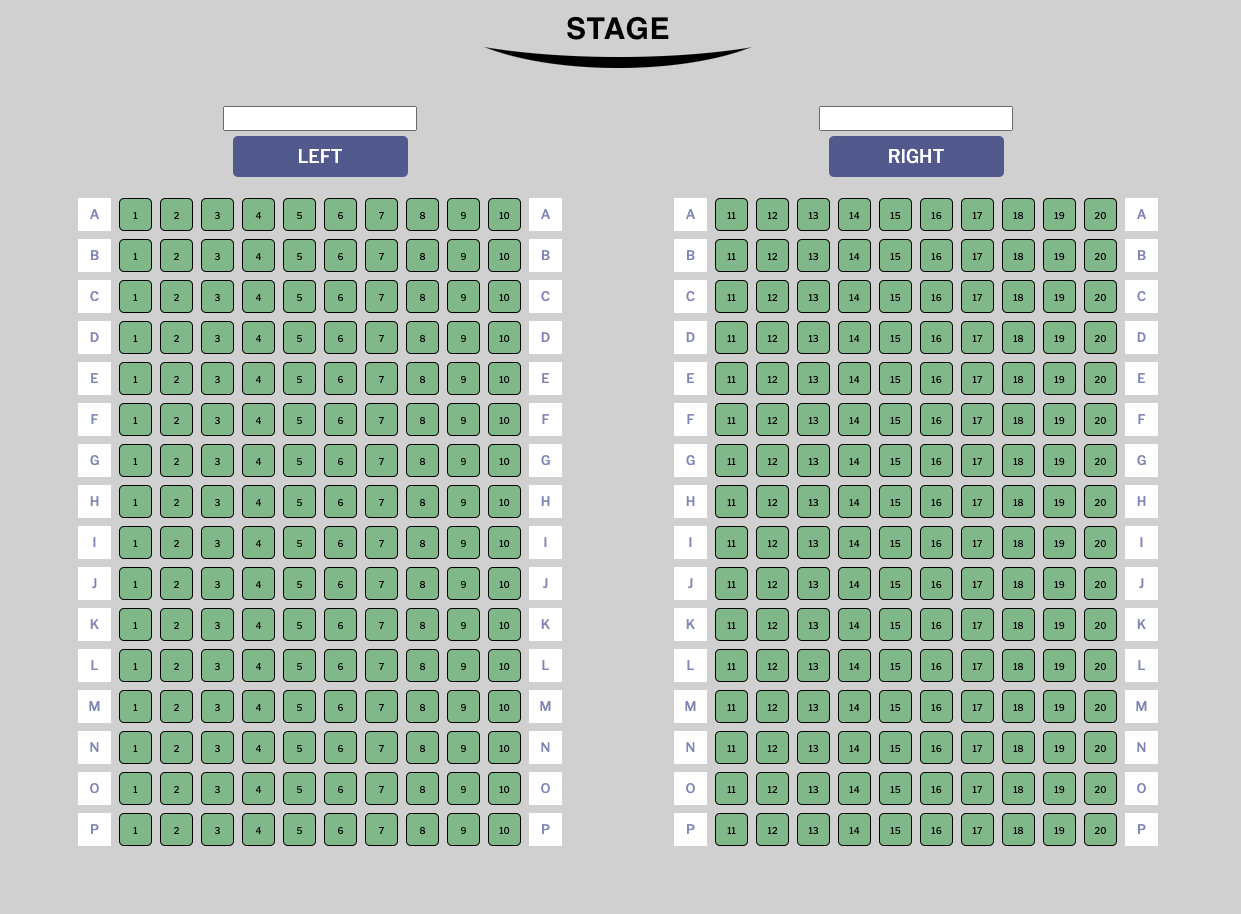 STAGE
LEFT RIGHT
A 1 2 3 4 5 6 7 8 9 10 A A 11 12 13 14 15 16 17 18 19 20 A
B 1 2 3 4 5 6 7 8 9 10 B B 11 12 13 14 15 16 17 18 19 20 B
C 1 2 3 4 5 6 7 8 9 10 C C 11 12 13 14 15 16 17 18 19 20 C
D 1 2 3 4 5 6 7 8 9 10 D D 11 12 13 14 15 16 17 18 19 20 D
E 1 2 3 4 5 6 7 8 9 10 E E 11 12 13 14 15 16 17 18 19 20 E
F 1 2 3 4 5 6 7 8 9 10 F F 11 12 13 14 15 16 17 18 19 20 F
G 1 2 3 4 5 6 7 8 9 10 G G 11 12 13 14 15 16 17 18 19 20 G
H 1 2 3 4 5 6 7 8 9 10 H H 11 12 13 14 15 16 17 18 19 20 H
I 1 2 3 4 5 6 7 8 9 10 I I 11 12 13 14 15 16 17 18 19 20 I
J 1 2 3 4 5 6 7 8 9 10 J J 11 12 13 14 15 16 17 18 19 20 J
K 1 2 3 4 5 6 7 8 9 10 K K 11 12 13 14 15 16 17 18 19 20 K
L 1 2 3 4 5 6 7 8 9 10 L L 11 12 13 14 15 16 17 18 19 20 L
M 1 2 3 4 5 6 7 8 9 10 M M 11 12 13 14 15 16 17 18 19 20 M
N 1 2 3 4 5 6 7 8 9 10 N N 11 12 13 14 15 16 17 18 19 20 N
O 1 2 3 4 5 6 7 8 9 10 O O 11 12 13 14 15 16 17 18 19 20 O
P 1 2 3 4 5 6 7 8 9 10 P P 11 12 13 14 15 16 17 18 19 20 P